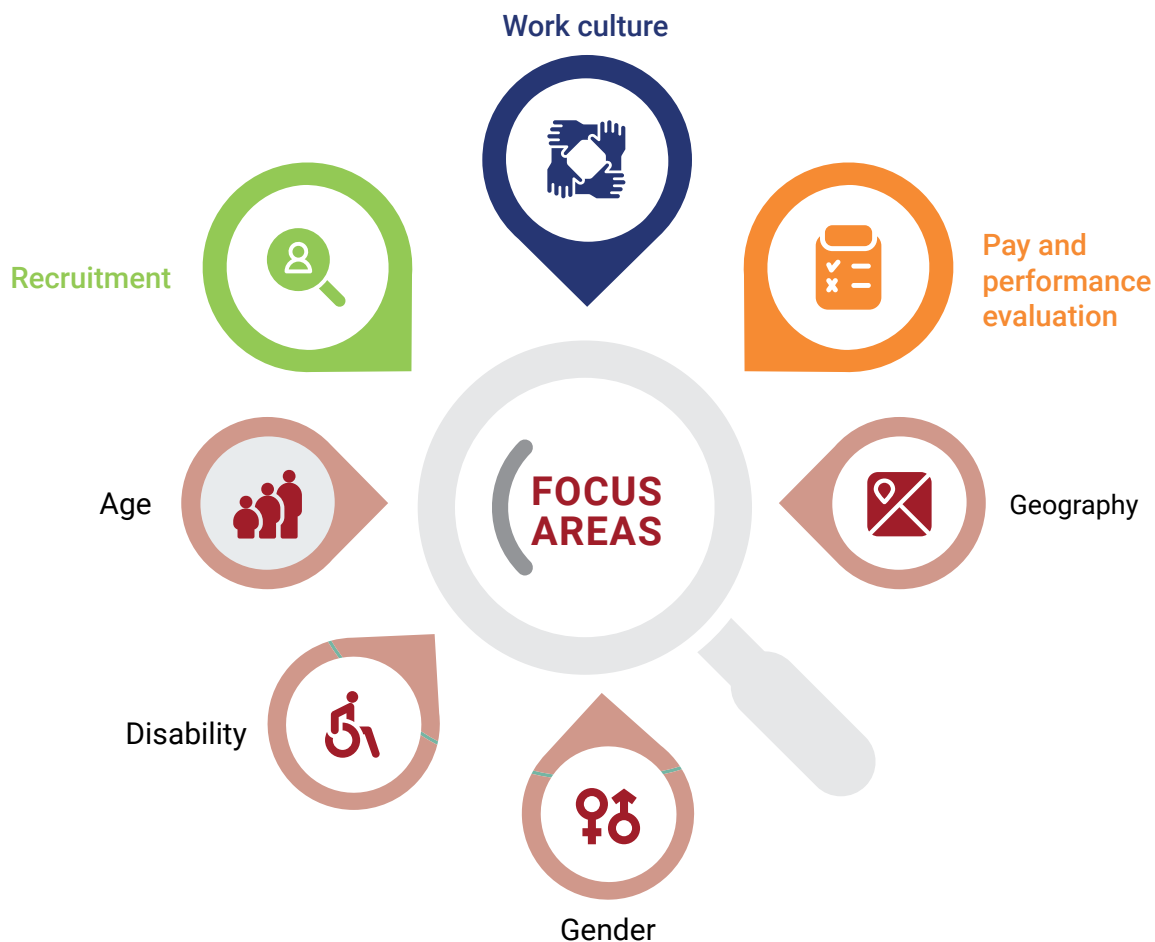 Work culture
Recruitment
Pay and
performance
evaluation
FOCUS
AREAS
Age
Geography
Disability
Gender